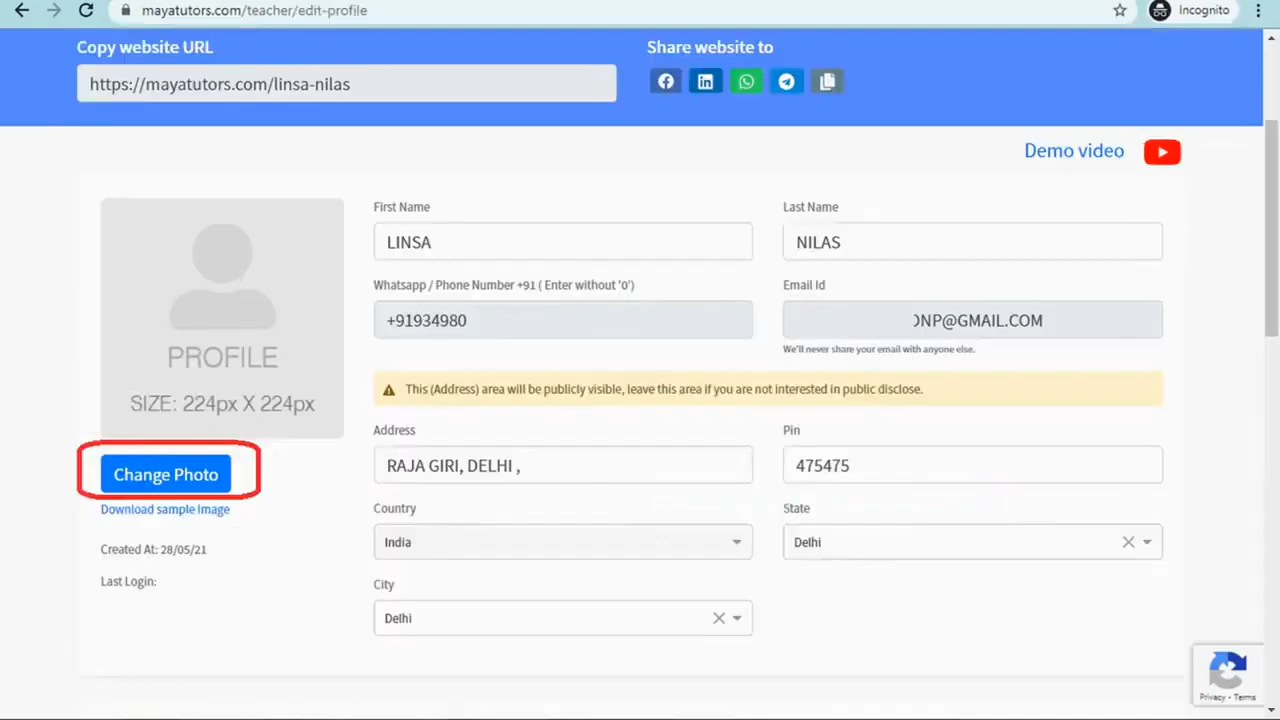 mayatutors.com/teacher/edit-profile
Incognito
Copy website URL
Share website to
https://mayatutors.com/linsa-nilas
Demo video
First Name
Last Name
LINSA
NILAS
Whatsapp / Phone Number +91 ( Enter without '0')
Email Id
+91934980
NP@GMAIL.COM
We'll never share your email with anyone else.
PROFILE
SIZE: 224px X 224px
This (Address) area will be publicly visible, leave this area if you are not interested in public disclose.
Address
Pin
RAJA GIRI, DELHI ,
475475
Change Photo
Download sample Image
Country
State
India
Delhi
Created At: 28/05/21
Last Login:
City
Delhi
Privacy - Terms